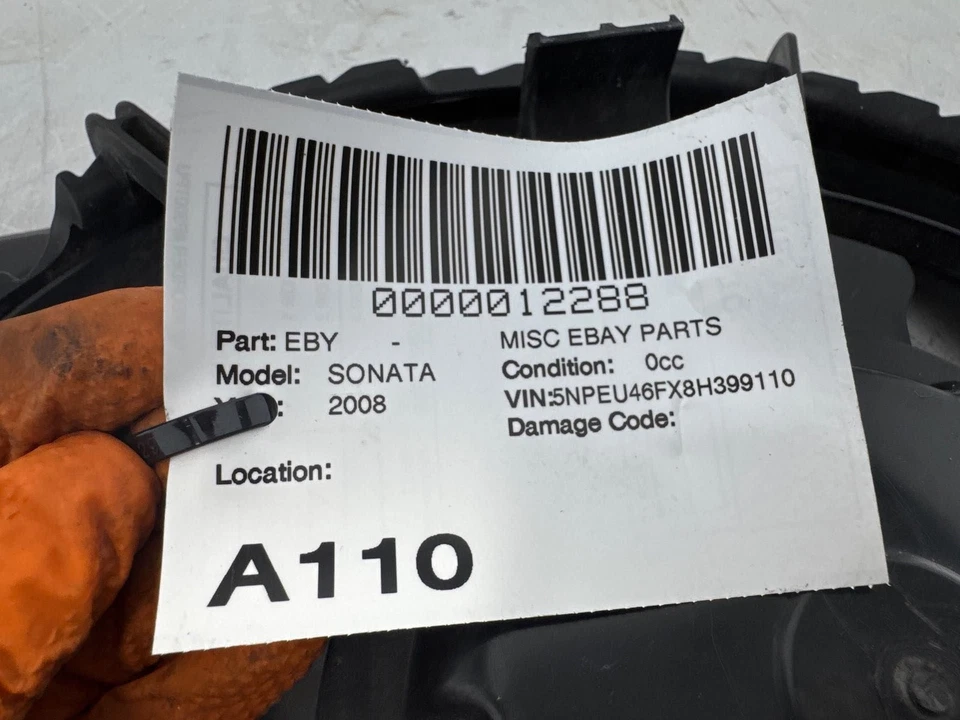 0000012288
Part: EBY - MISC EBAY PARTS
Model: SONATA Condition: 0cc
2008 VIN:5NPEU46FX8H399110
Damage Code:
Location:
A110